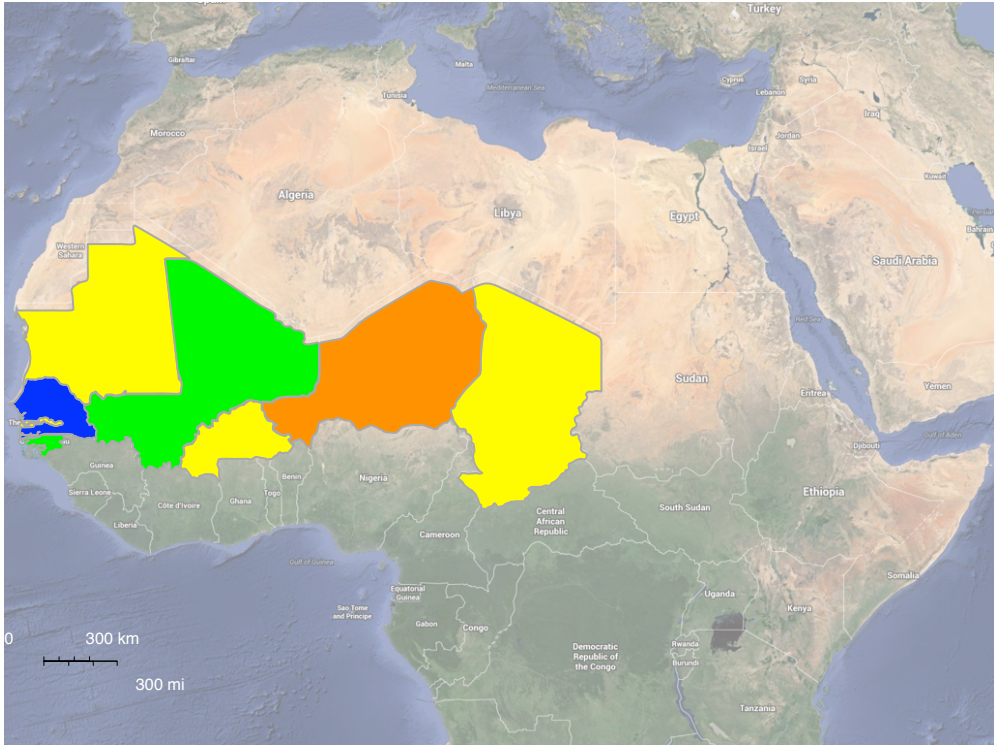 Turkey
Gibraltar
Malta
Cyprus
Syria
Mediterranean Sea
Lebanon
Tunisia
Iraq
Morocco
Jordan
Israel
Kuwait
Algeria
Libya
Egypt
Bahrain
Western
Sahara
Saudi Arabia
Red Sea
Sudan
Yemen
Eritrea
The
au
Gulf of Aden
Djibouti
Guinea
Benin
Nigeria
Sierra Leone
Togo
Ghana
Côte d'Ivoire
Ethiopia
South Sudan
Central
African
Republic
Liberia
Cameroon
Gulf of Guinea
Somalia
Equatorial
Guinea
Uganda
Sao Tome
and Principe
Kenya
Gabon
Congo
0
300 km
Rwanda
Democratic
Republic of
the Congo
Burundi
300 mi
Tanzania